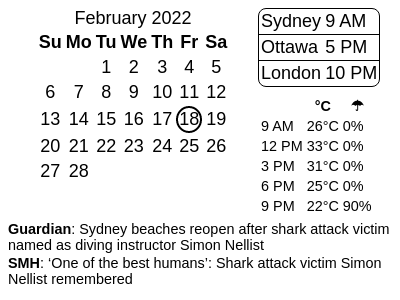 February 2022
Su Mo Tu We Th Fr Sa
1 2 3 4 5
6 7 8 9 10 11 12
13 14 15 16 17 18 19
20 21 22 23 24 25 26
27 28
Sydney 9 AM
Ottawa 5 PM
London 10 PM
°C ☂
9 AM 26°C 0%
12 PM 33°C 0%
3 PM 31°C 0%
6 PM 25°C 0%
9 PM 22°C 90%
Guardian: Sydney beaches reopen after shark attack victim
named as diving instructor Simon Nellist
SMH: ‘One of the best humans’: Shark attack victim Simon
Nellist remembered